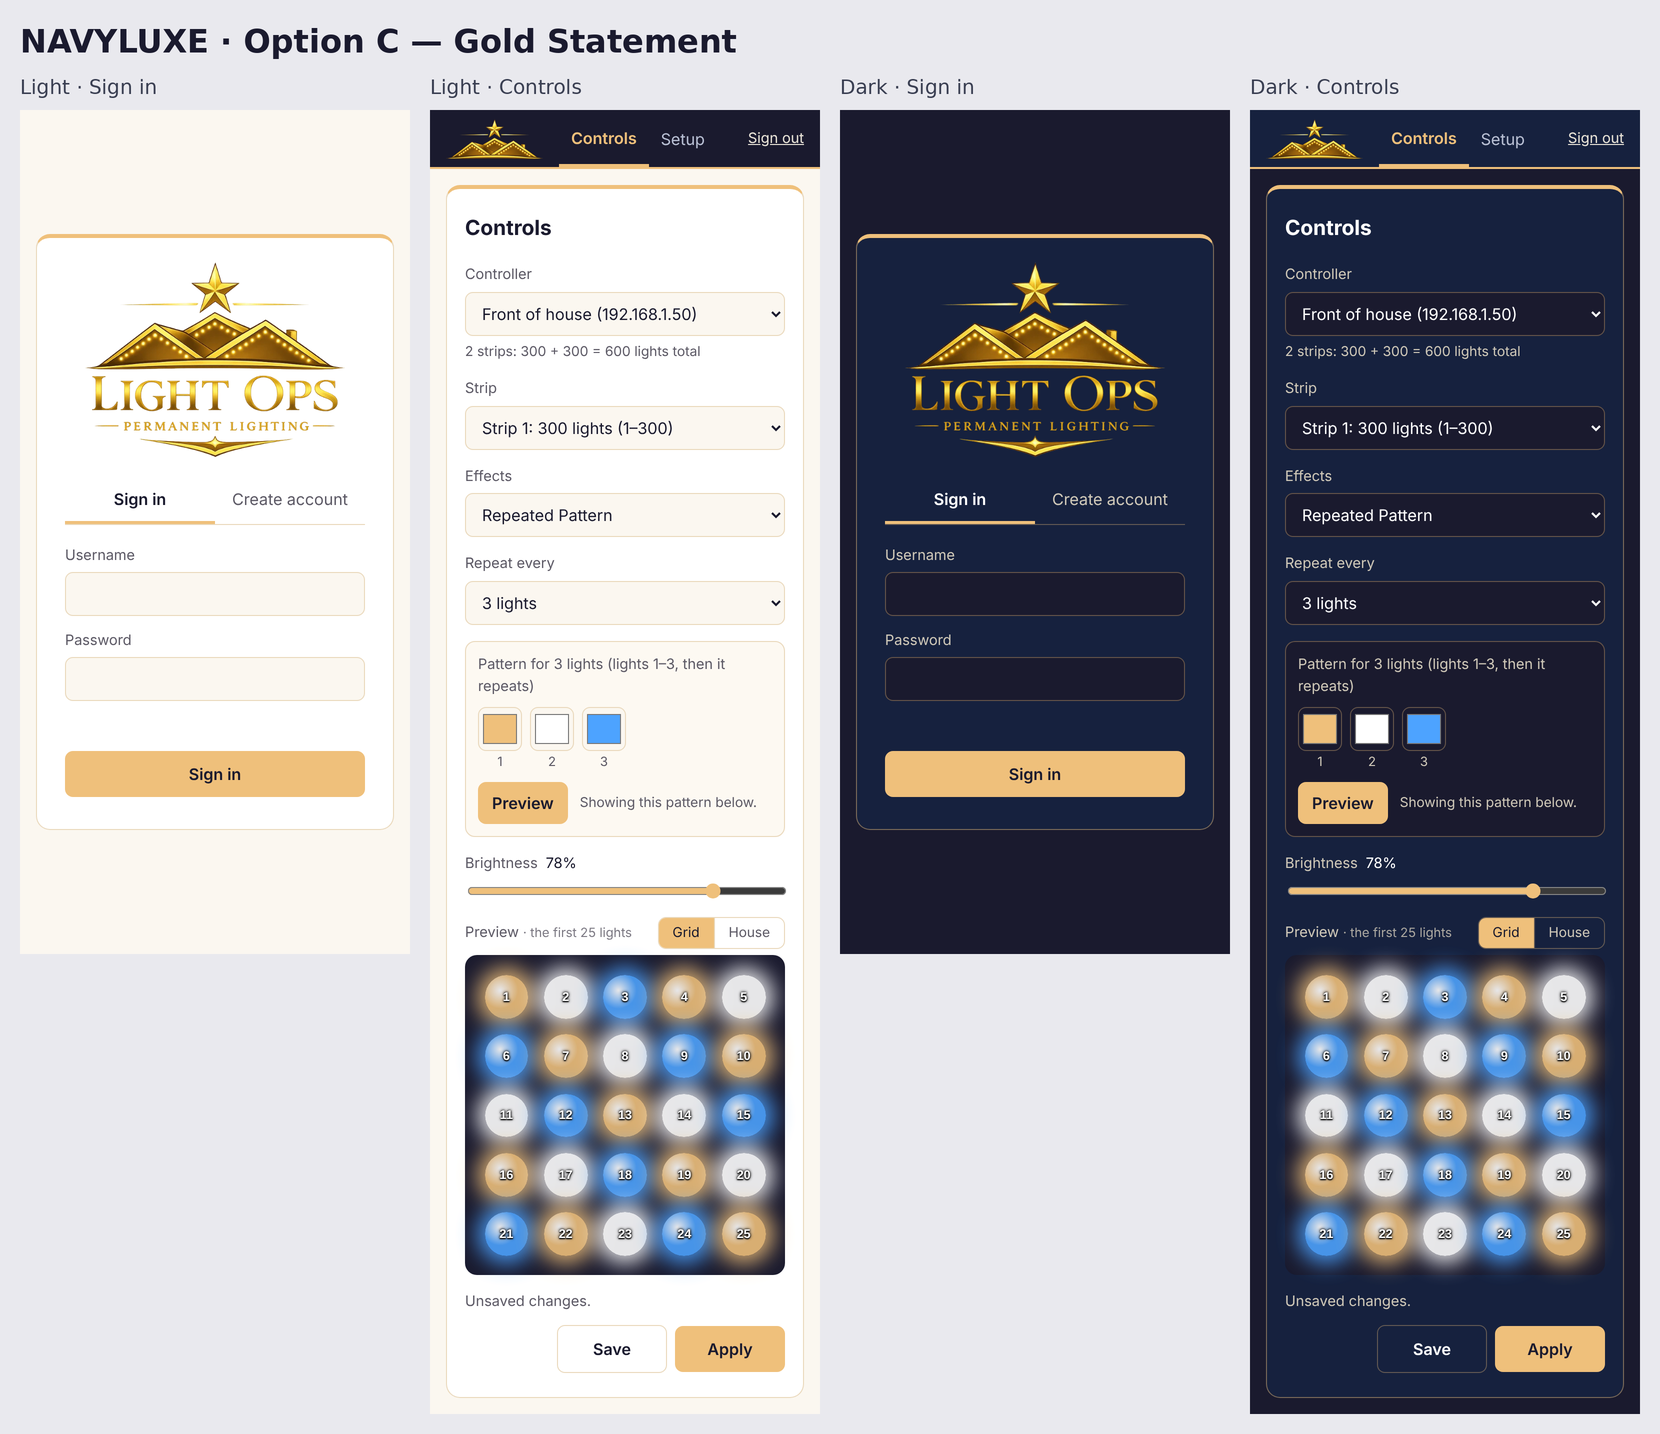 NAVYLUXE · Option C — Gold Statement
Light · Sign in
LIGHT OPS
PERMANENT LIGHTING
Sign in
Create account
Username
Password
Sign in
Light · Controls
Controls
Setup
Sign out
Controls
Controller
Front of house (192.168.1.50)
2 strips: 300 + 300 = 600 lights total
Strip
Strip 1: 300 lights (1–300)
Effects
Repeated Pattern
Repeat every
3 lights
Pattern for 3 lights (lights 1–3, then it
repeats)
1 2 3
Preview
Showing this pattern below.
Brightness 78%
Preview · the first 25 lights
Grid
House
1 2 3 4 5
6 7 8 9 10
11 12 13 14 15
16 17 18 19 20
21 22 23 24 25
Unsaved changes.
Save
Apply
Dark · Sign in
LIGHT OPS
PERMANENT LIGHTING
Sign in
Create account
Username
Password
Sign in
Dark · Controls
Controls
Setup
Sign out
Controls
Controller
Front of house (192.168.1.50)
2 strips: 300 + 300 = 600 lights total
Strip
Strip 1: 300 lights (1–300)
Effects
Repeated Pattern
Repeat every
3 lights
Pattern for 3 lights (lights 1–3, then it
repeats)
1 2 3
Preview
Showing this pattern below.
Brightness 78%
Preview · the first 25 lights
Grid
House
1 2 3 4 5
6 7 8 9 10
11 12 13 14 15
16 17 18 19 20
21 22 23 24 25
Unsaved changes.
Save
Apply